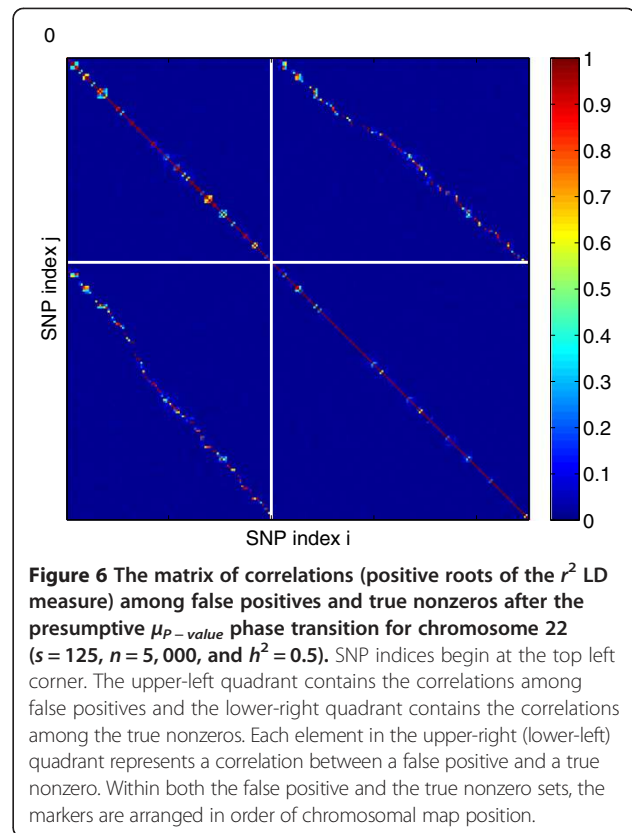 0
1
0.9
0.8
0.7
0.6
0.5
0.4
0.3
0.2
0.1
0
SNP index j
SNP index i
Figure 6 The matrix of correlations (positive roots of the r² LD
measure) among false positives and true nonzeros after the
presumptive μP − value phase transition for chromosome 22
(s = 125, n = 5, 000, and h² = 0.5). SNP indices begin at the top left
corner. The upper-left quadrant contains the correlations among
false positives and the lower-right quadrant contains the correlations
among the true nonzeros. Each element in the upper-right (lower-left)
quadrant represents a correlation between a false positive and a true
nonzero. Within both the false positive and the true nonzero sets, the
markers are arranged in order of chromosomal map position.